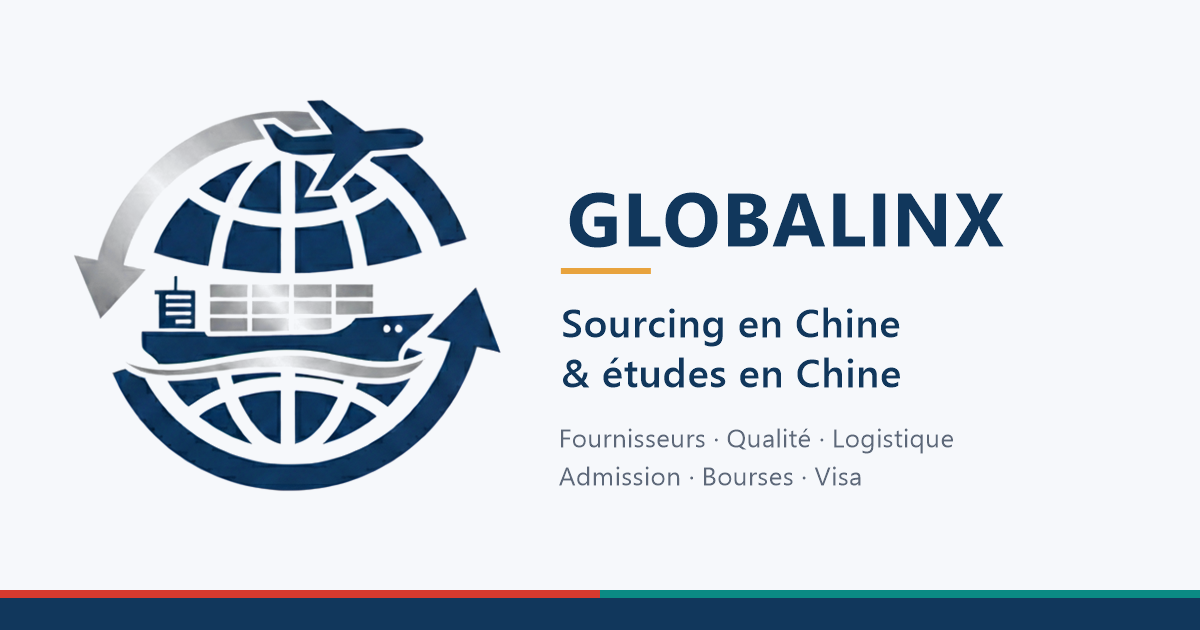 GLOBALINX
Sourcing en Chine
& études en Chine
Fournisseurs · Qualité · Logistique
Admission · Bourses · Visa